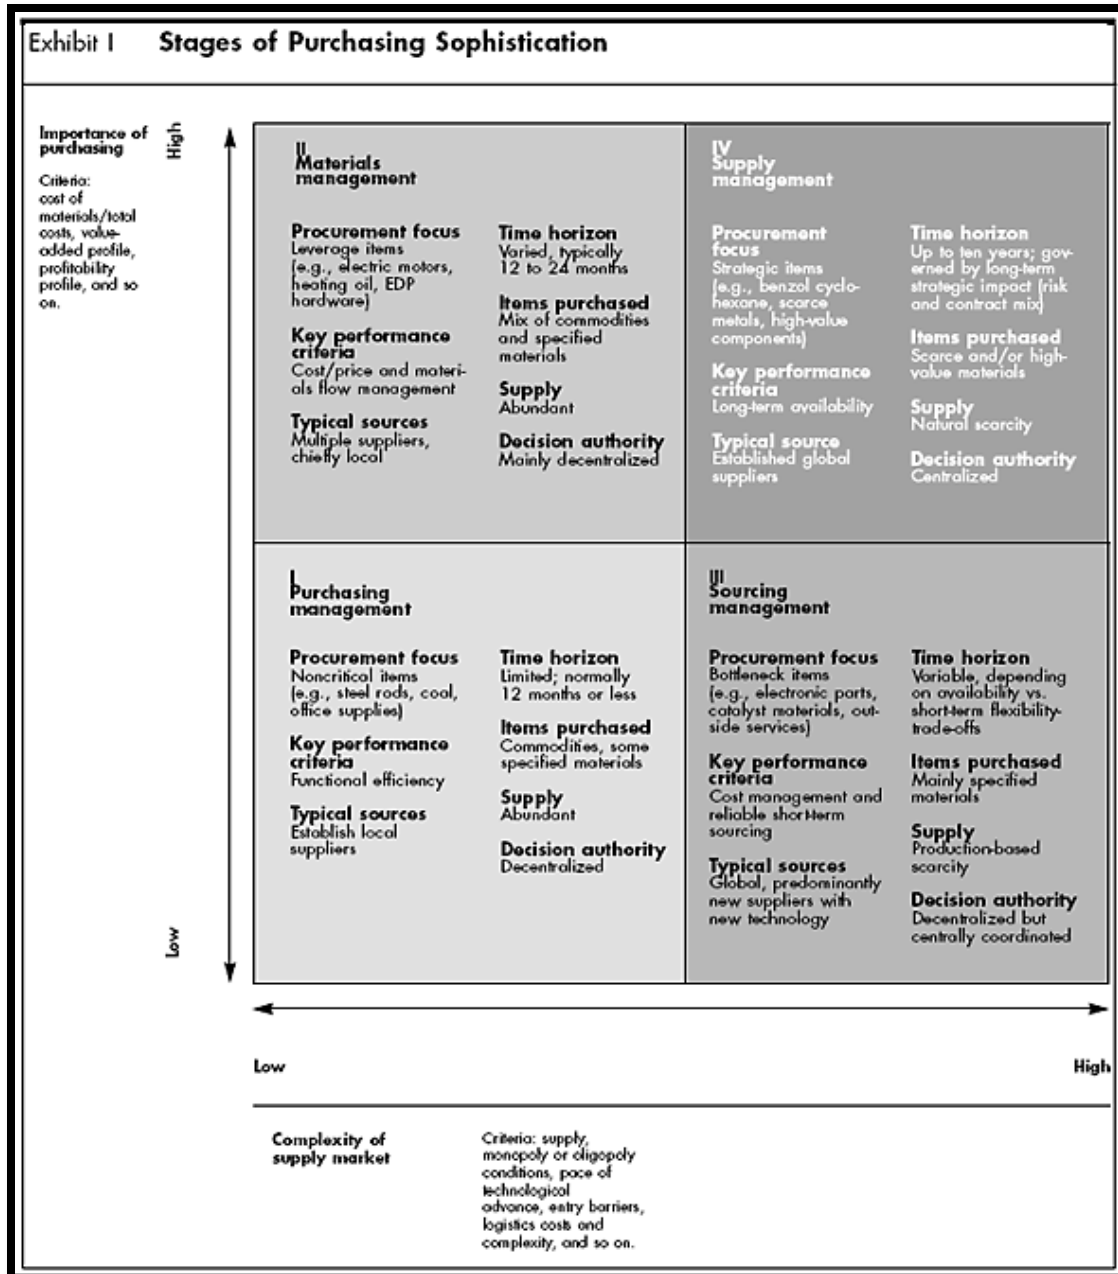 Exhibit I Stages of Purchasing Sophistication
Importance of
purchasing
Criteria:
cost of
materials/total
costs, value-
added profile,
profitability
profile, and so
on.
High
Low
II
Materials
management
Procurement focus
Leverage items
(e.g., electric motors,
heating oil, EDP
hardware)
Key performance
criteria
Cost/price and materi-
als flow management
Typical sources
Multiple suppliers,
chiefly local
Time horizon
Varied, typically
12 to 24 months
Items purchased
Mix of commodities
and specified
materials
Supply
Abundant
Decision authority
Mainly decentralized
IV
Supply
management
Procurement
focus
Strategic items
(e.g., benzol cyclo-
hexane, scarce
metals, high-value
components)
Key performance
criteria
Long-term availability
Typical source
Established global
suppliers
Time horizon
Up to ten years; gov-
erned by long-term
strategic impact (risk
and contract mix)
Items purchased
Scarce and/or high-
value materials
Supply
Natural scarcity
Decision authority
Centralized
I
Purchasing
management
Procurement focus
Noncritical items
(e.g., steel rods, coal,
office supplies)
Key performance
criteria
Functional efficiency
Typical sources
Establish local
suppliers
Time horizon
Limited; normally
12 months or less
Items purchased
Commodities, some
specified materials
Supply
Abundant
Decision authority
Decentralized
III
Sourcing
management
Procurement focus
Bottleneck items
(e.g., electronic parts,
catalyst materials, out-
side services)
Key performance
criteria
Cost management and
reliable short-term
sourcing
Typical sources
Global, predominantly
new suppliers with
new technology
Time horizon
Variable, depending
on availability vs.
short-term flexibility-
trade-offs
Items purchased
Mainly specified
materials
Supply
Production-based
scarcity
Decision authority
Decentralized but
centrally coordinated
Low
High
Complexity of
supply market
Criteria: supply,
monopoly or oligopoly
conditions, pace of
technological
advance, entry barriers,
logistics costs and
complexity, and so on.